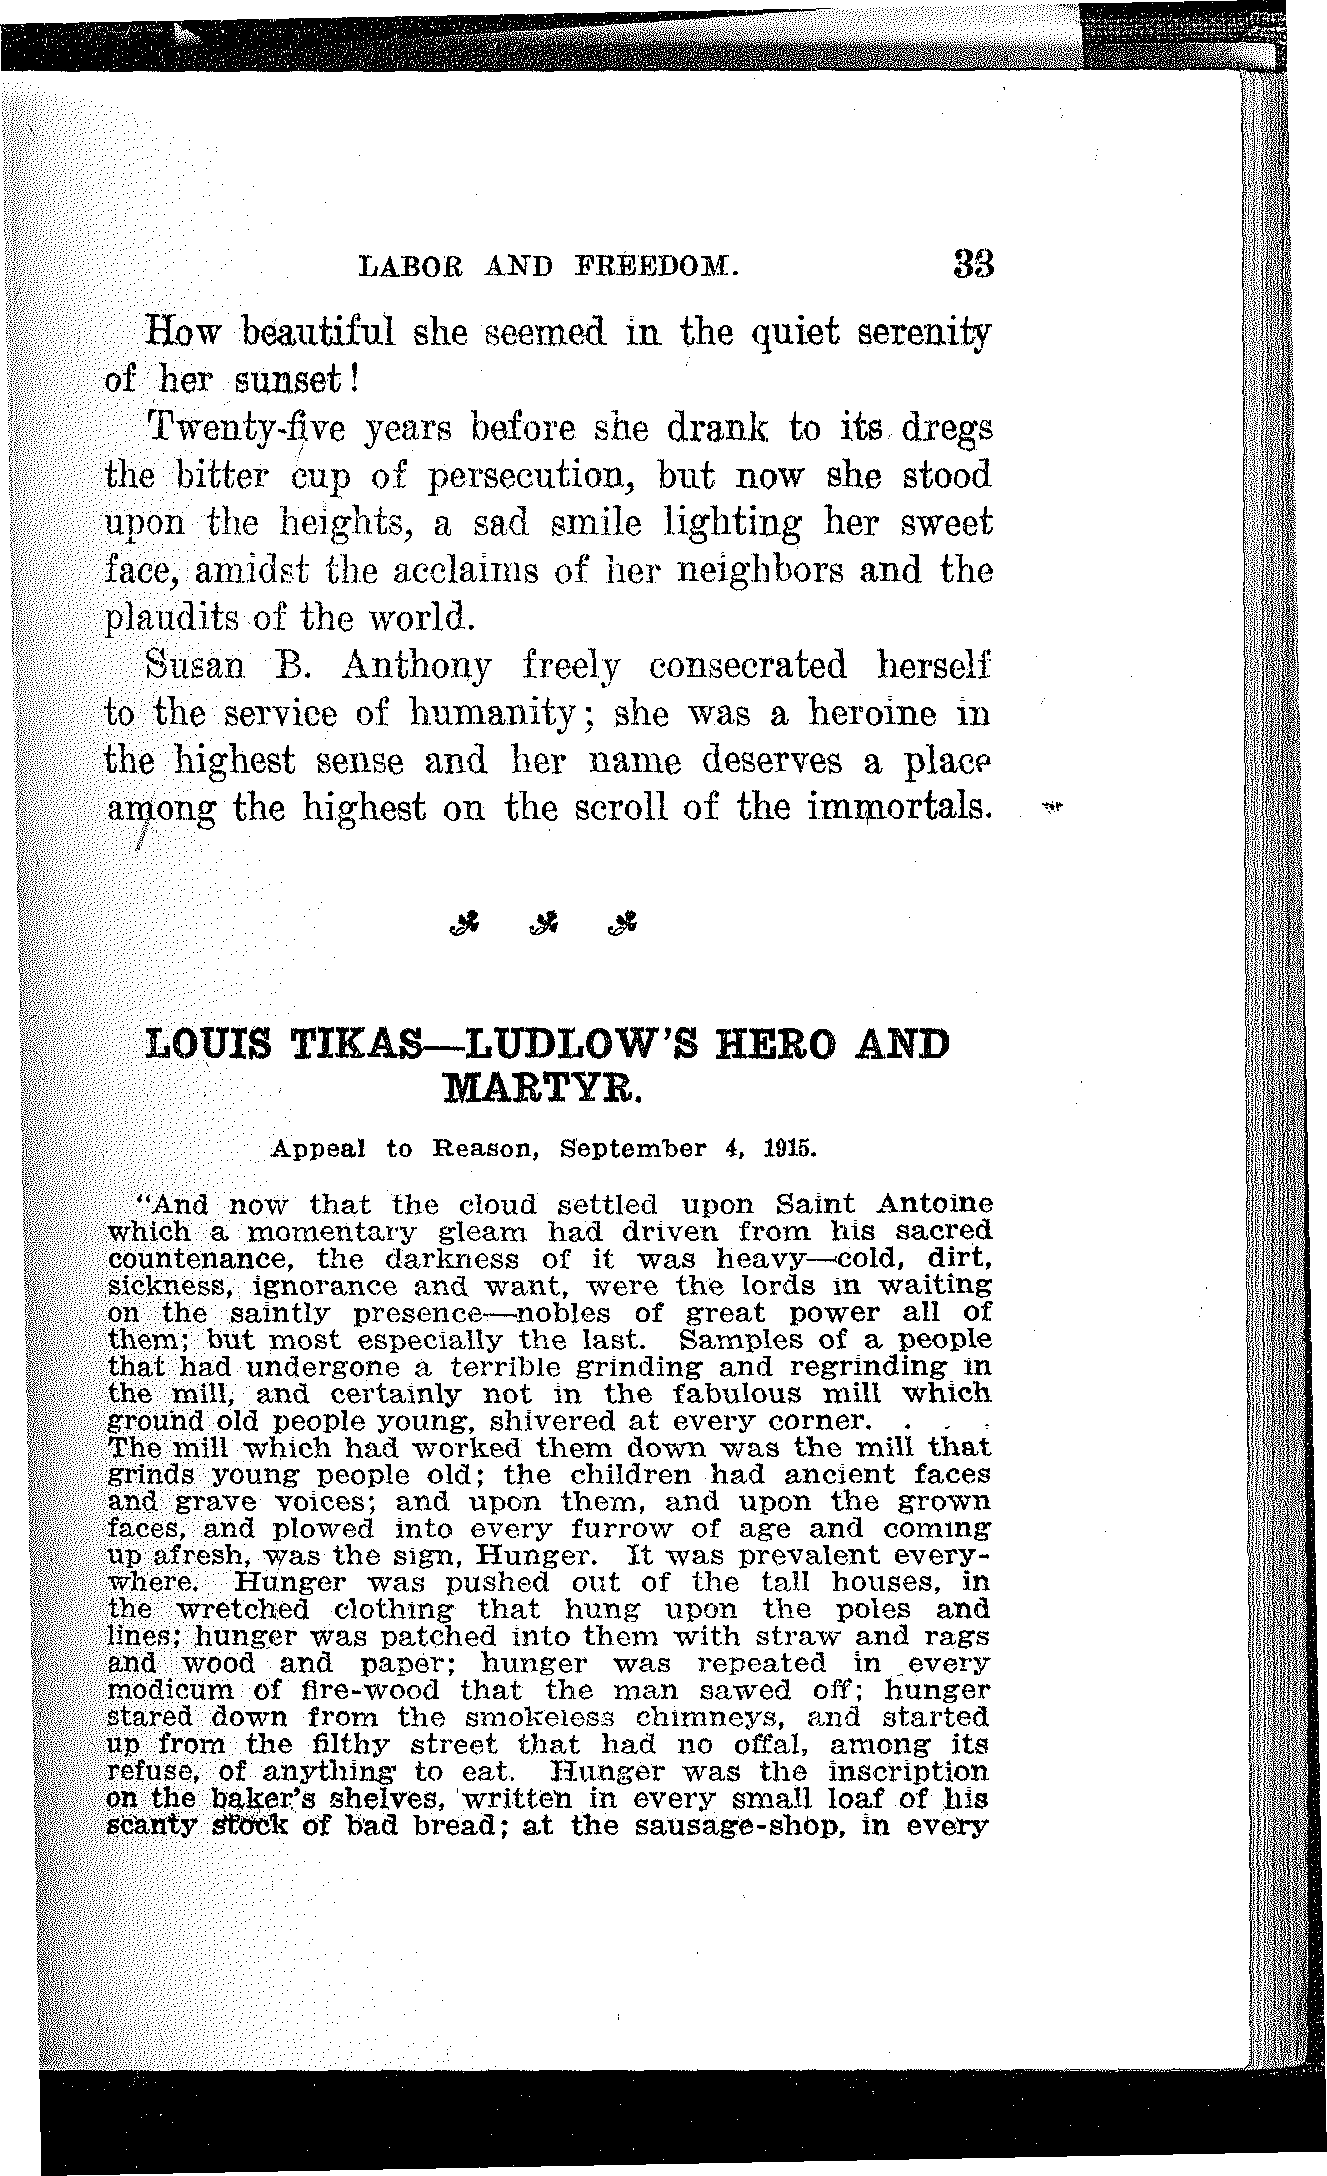 LABOR AND FREEDOM. 33
How beautiful she seemed in the quiet serenity
of her sunset!
Twenty-five years before she drank to its dregs
the bitter cup of persecution, but now she stood
upon the heights, a sad smile lighting her sweet
face, amidst the acclaims of her neighbors and the
plaudits of the world.
Susan B. Anthony freely consecrated herself
to the service of humanity; she was a heroine in
the highest sense and her name deserves a place
among the highest on the scroll of the immortals.
LOUIS TIKAS—LUDLOW'S HERO AND
MARTYR.
Appeal to Reason, September 4, 1915.
"And now that the cloud settled upon Saint Antoine
which a momentary gleam had driven from his sacred
countenance, the darkness of it was heavy—cold, dirt,
sickness, ignorance and want, were the lords in waiting
on the saintly presence—nobles of great power all of
them; but most especially the last. Samples of a people
that had undergone a terrible grinding and regrinding in
the mill, and certainly not in the fabulous mill which
ground old people young, shivered at every corner. . . .
The mill which had worked them down was the mill that
grinds young people old; the children had ancient faces
and grave voices; and upon them, and upon the grown
faces, and plowed into every furrow of age and coming
up afresh, was the sign, Hunger. It was prevalent every-
where. Hunger was pushed out of the tall houses, in
the wretched clothing that hung upon the poles and
lines; hunger was patched into them with straw and rags
and wood and paper; hunger was repeated in every
modicum of fire-wood that the man sawed off; hunger
stared down from the smokeless chimneys, and started
up from the filthy street that had no offal, among its
refuse, of anything to eat. Hunger was the inscription
on the baker's shelves, written in every small loaf of his
scanty stock of bad bread; at the sausage-shop, in every